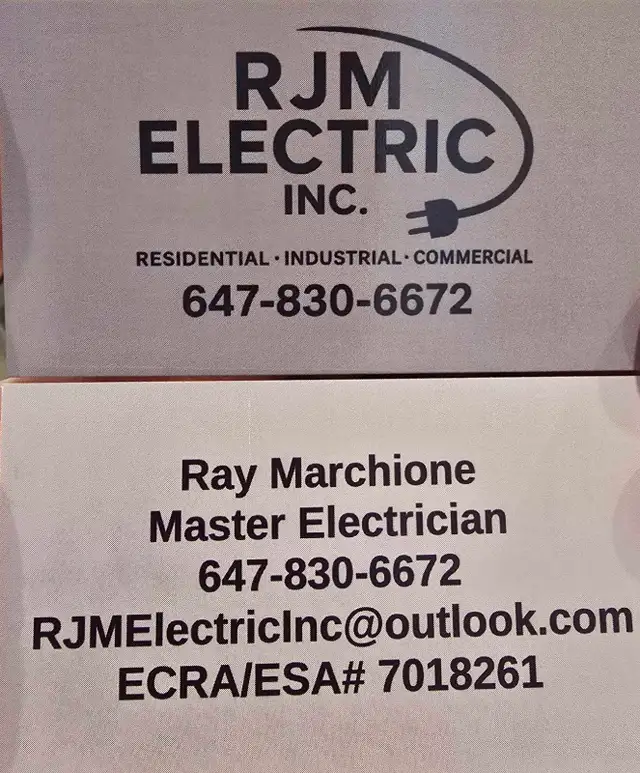 RJM
ELECTRIC
INC.
RESIDENTIAL · INDUSTRIAL · COMMERCIAL
647-830-6672
Ray Marchione
Master Electrician
647-830-6672
RJMElectricInc@outlook.com
ECRA/ESA# 7018261